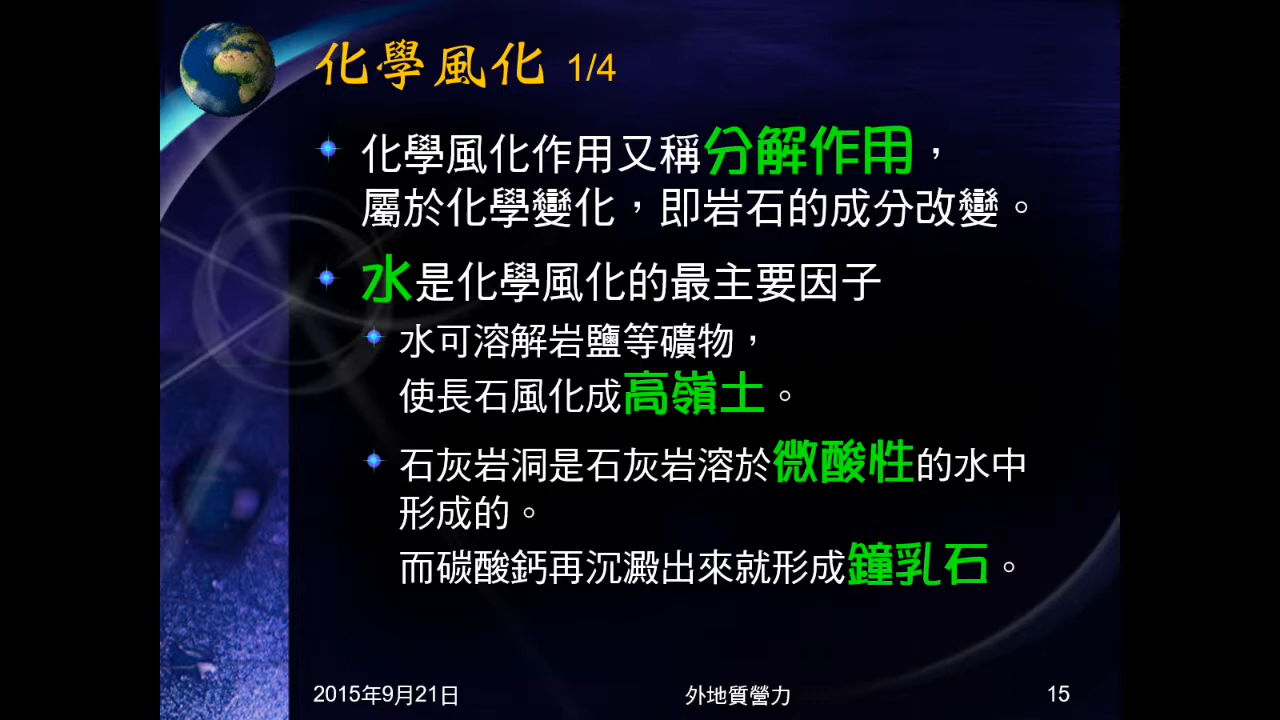 化學風化 1/4
化學風化作用又稱分解作用，
屬於化學變化，即岩石的成分改變。
水是化學風化的最主要因子
水可溶解岩鹽等礦物，
使長石風化成高嶺土。
石灰岩洞是石灰岩溶於微酸性的水中
形成的。
而碳酸鈣再沉澱出來就形成鐘乳石。
2015年9月21日 外地質營力 15